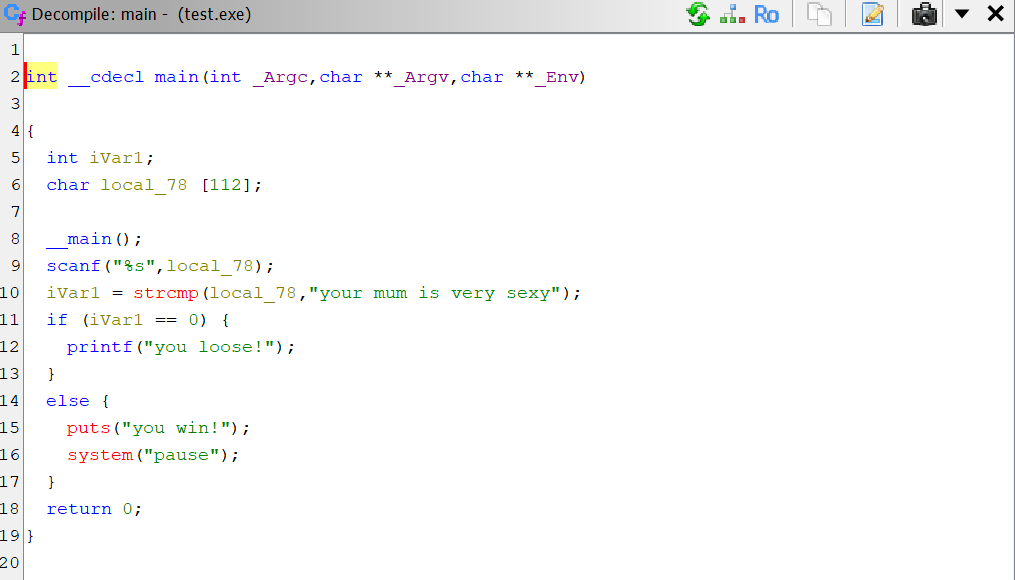 Decompile: main - (test.exe)
Ro
1
2 int __cdecl main(int _Argc,char **_Argv,char **_Env)
3
4 {
5   int iVar1;
6   char local_78 [112];
7
8   __main();
9   scanf("%s",local_78);
10   iVar1 = strcmp(local_78,"your mum is very sexy");
11   if (iVar1 == 0) {
12     printf("you loose!");
13   }
14   else {
15     puts("you win!");
16     system("pause");
17   }
18   return 0;
19 }
20